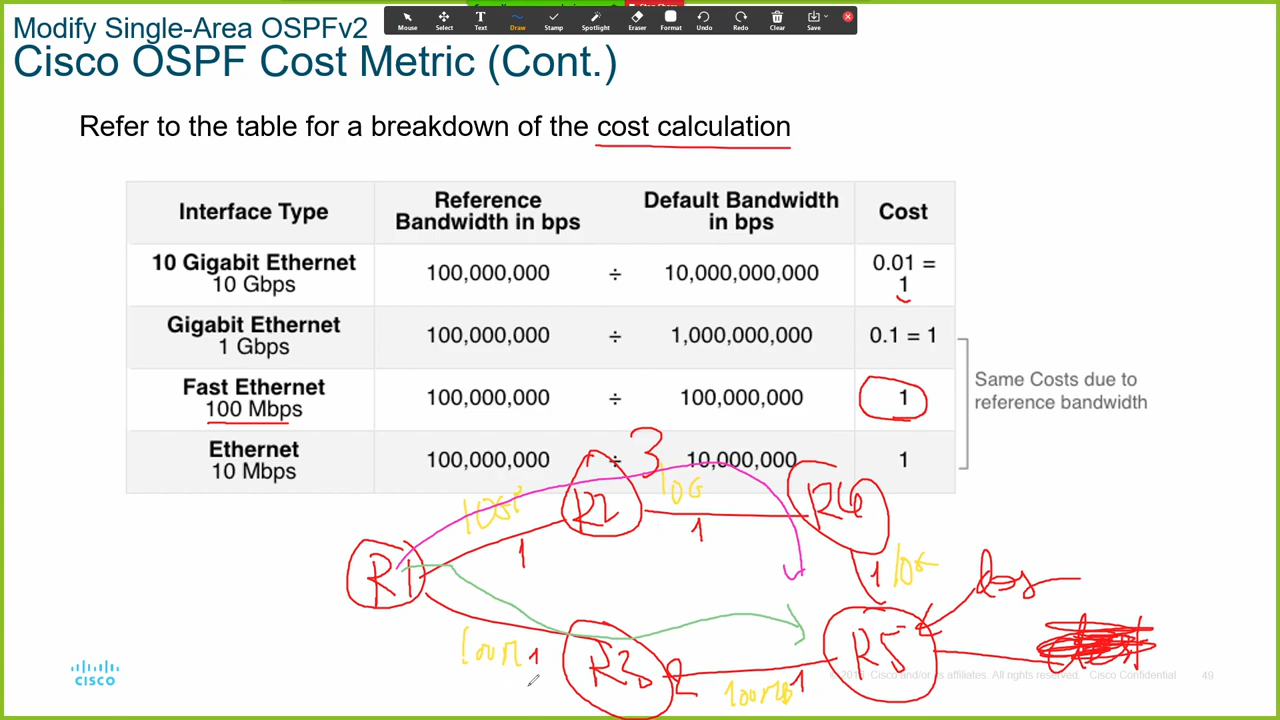 Modify Single-Area OSPFv2
Mouse Select Text Draw Stamp Spotlight Eraser Format Undo Redo Clear Save
Cisco OSPF Cost Metric (Cont.)
Refer to the table for a breakdown of the cost calculation
Interface Type Reference Bandwidth in bps Default Bandwidth in bps Cost
10 Gigabit Ethernet
10 Gbps 100,000,000 ÷ 10,000,000,000 0.01 = 1
Gigabit Ethernet
1 Gbps 100,000,000 ÷ 1,000,000,000 0.1 = 1
Fast Ethernet
100 Mbps 100,000,000 ÷ 100,000,000 1
Ethernet
10 Mbps 100,000,000 ÷ 10,000,000 1
Same Costs due to
reference bandwidth
3
10G
R2
1
1
R1
1
R5
100M 1
R3
100Mb 1
CISCO
and/or its affiliates. All rights reserved. Cisco Confidential
49